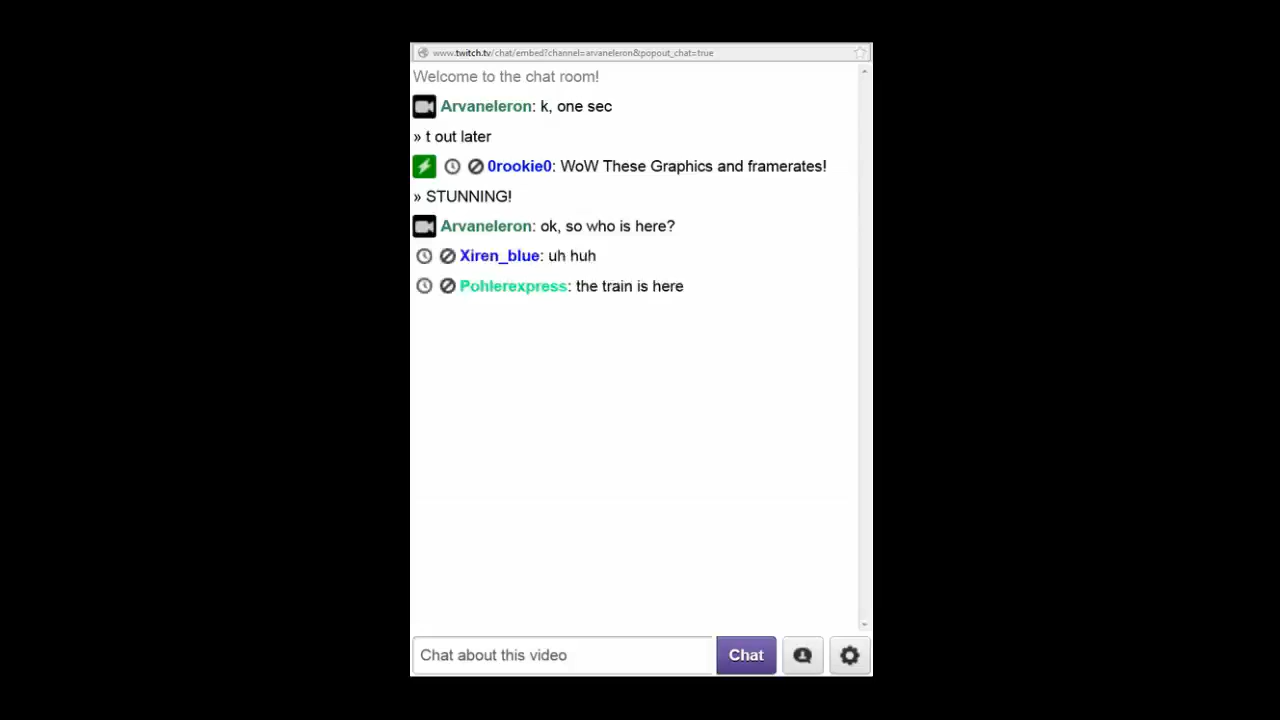 www.twitch.tv/chat/embed?channel=arvaneleron&popout_chat=true
Welcome to the chat room!
Arvaneleron: k, one sec
» t out later
0rookie0: WoW These Graphics and framerates!
» STUNNING!
Arvaneleron: ok, so who is here?
Xiren_blue: uh huh
Pohlerexpress: the train is here
Chat about this video
Chat